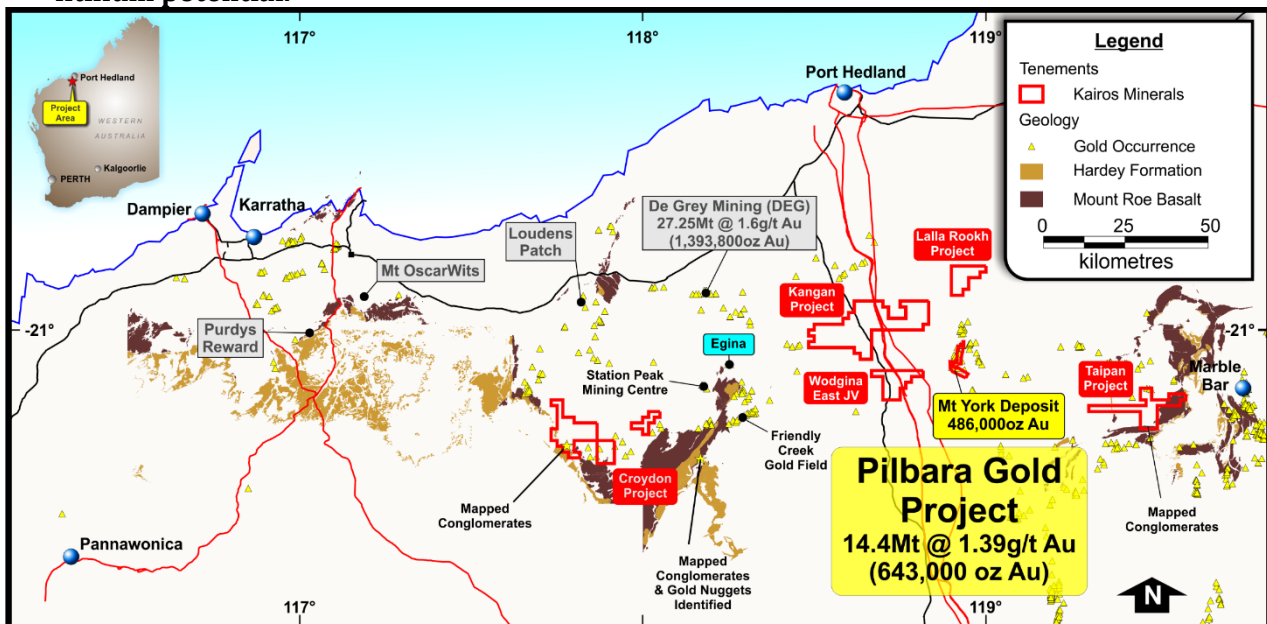 117°
118°
119°
Port Hedland
Project
Area
WESTERN
AUSTRALIA
Kalgoorlie
PERTH
Port Hedland
Legend
Tenements
Kairos Minerals
Geology
Gold Occurrence
Hardey Formation
Mount Roe Basalt
0 25 50
kilometres
Dampier
Karratha
Mt OscarWits
Purdys
Reward
Loudens
Patch
De Grey Mining (DEG)
27.25Mt @ 1.6g/t Au
(1,393,800oz Au)
Lalla Rookh
Project
Kangan
Project
-21°
-21°
Egina
Station Peak
Mining Centre
Wodgina
East JV
Mt York Deposit
486,000oz Au
Taipan
Project
Marble
Bar
Friendly
Creek
Gold Field
Croydon
Project
Mapped
Conglomerates
Mapped
Conglomerates
& Gold Nuggets
Identified
Mapped
Conglomerates
Pilbara Gold
Project
14.4Mt @ 1.39g/t Au
(643,000 oz Au)
Pannawonica
N
117°
119°